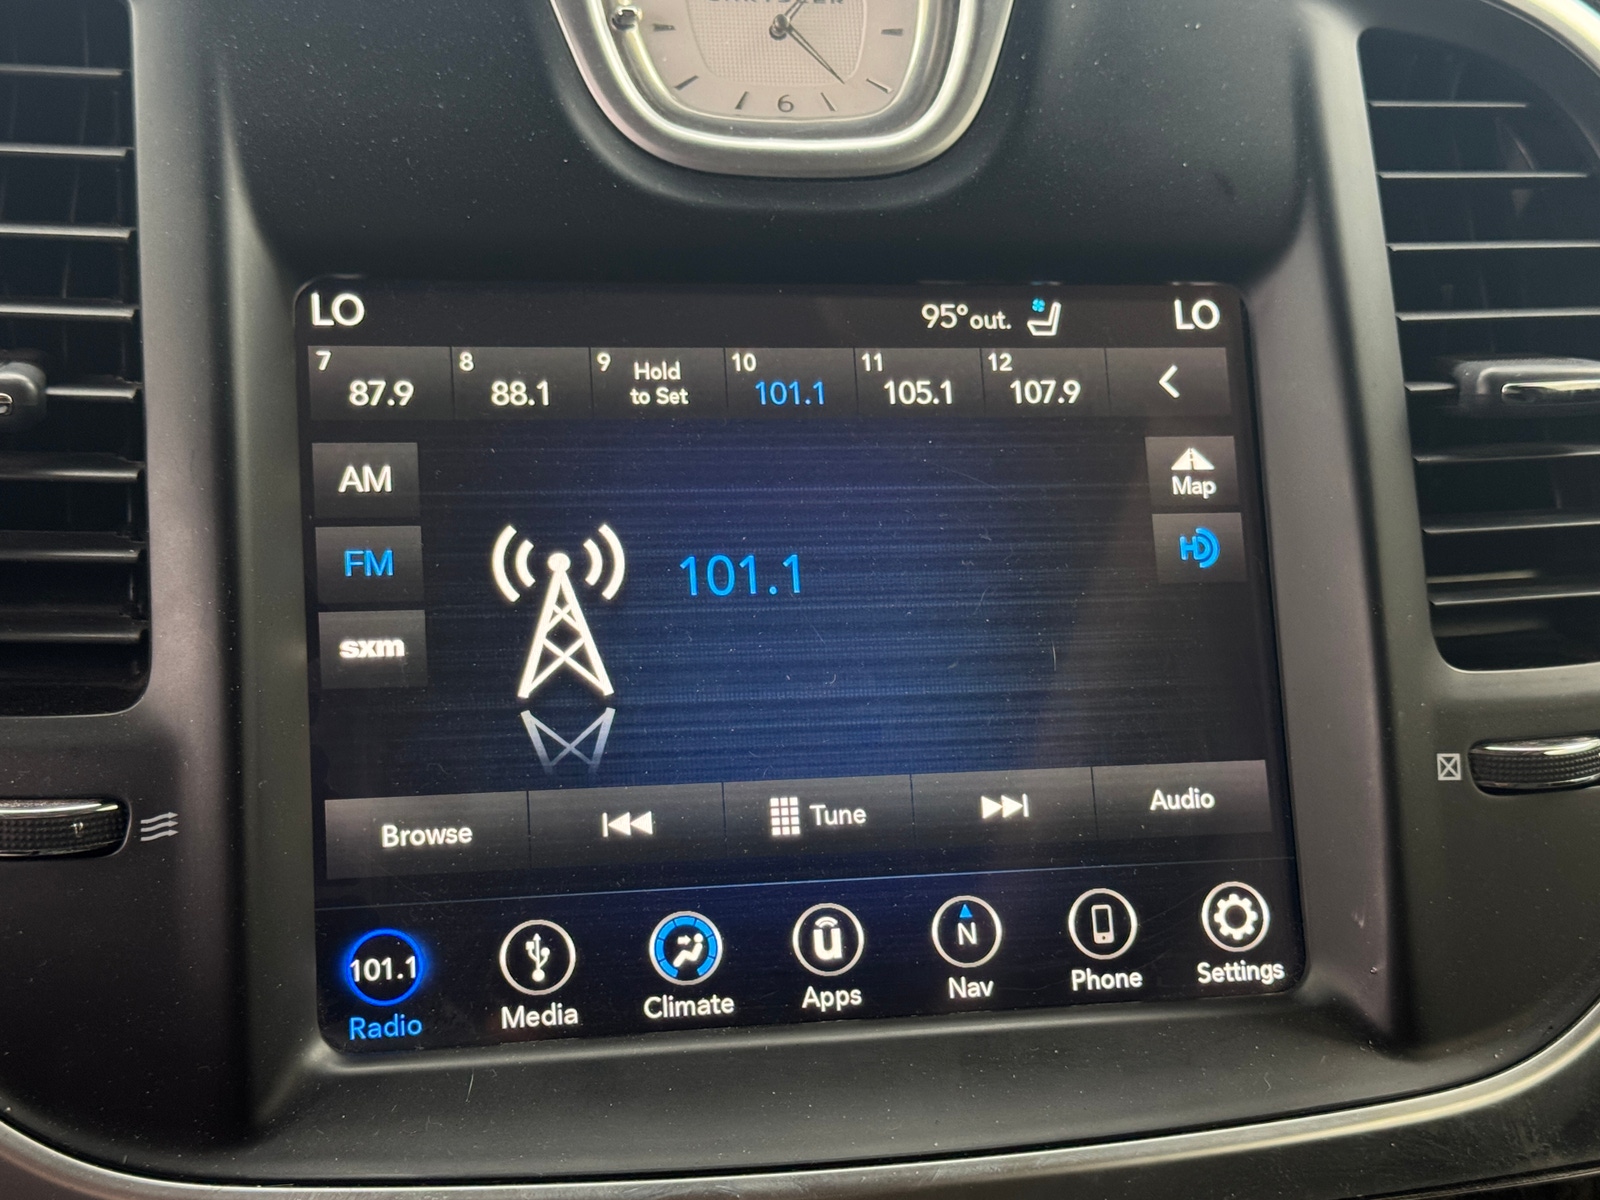 CHRYSLER
6
LO 95° out. LO
7 87.9 8 88.1 9 Hold to Set 10 101.1 11 105.1 12 107.9
AM
Map
FM
101.1
HD
sxm
Browse Tune Audio
101.1 u N
Radio Media Climate Apps Nav Phone Settings